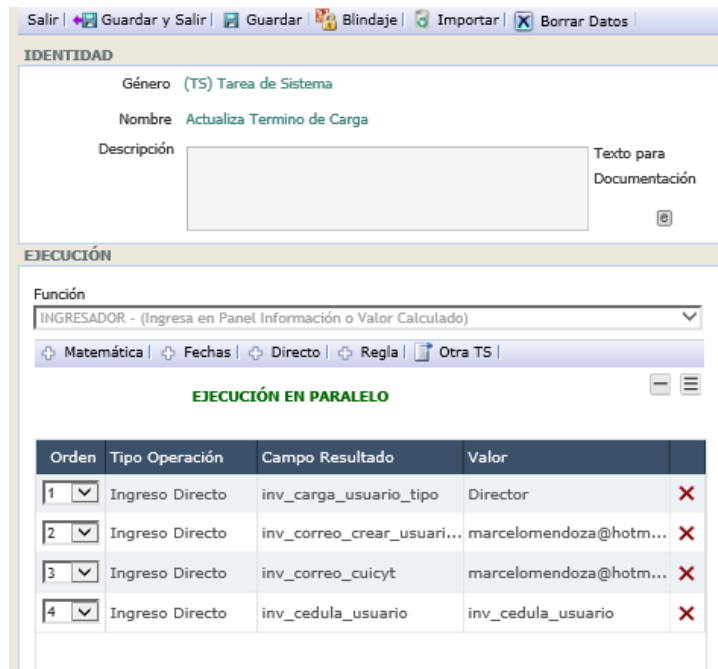 Salir | Guardar y Salir | Guardar | Blindaje | Importar | Borrar Datos
IDENTIDAD
Género (TS) Tarea de Sistema
Nombre Actualiza Termino de Carga
Descripción
Texto para
Documentación
EJECUCIÓN
Función
INGRESADOR - (Ingresa en Panel Información o Valor Calculado)
Matemática | Fechas | Directo | Regla | Otra TS |
EJECUCIÓN EN PARALELO
Orden Tipo Operación Campo Resultado Valor
1 Ingreso Directo inv_carga_usuario_tipo Director
2 Ingreso Directo inv_correo_crear_usuari... marcelomendoza@hotm...
3 Ingreso Directo inv_correo_cuicyt marcelomendoza@hotm...
4 Ingreso Directo inv_cedula_usuario inv_cedula_usuario